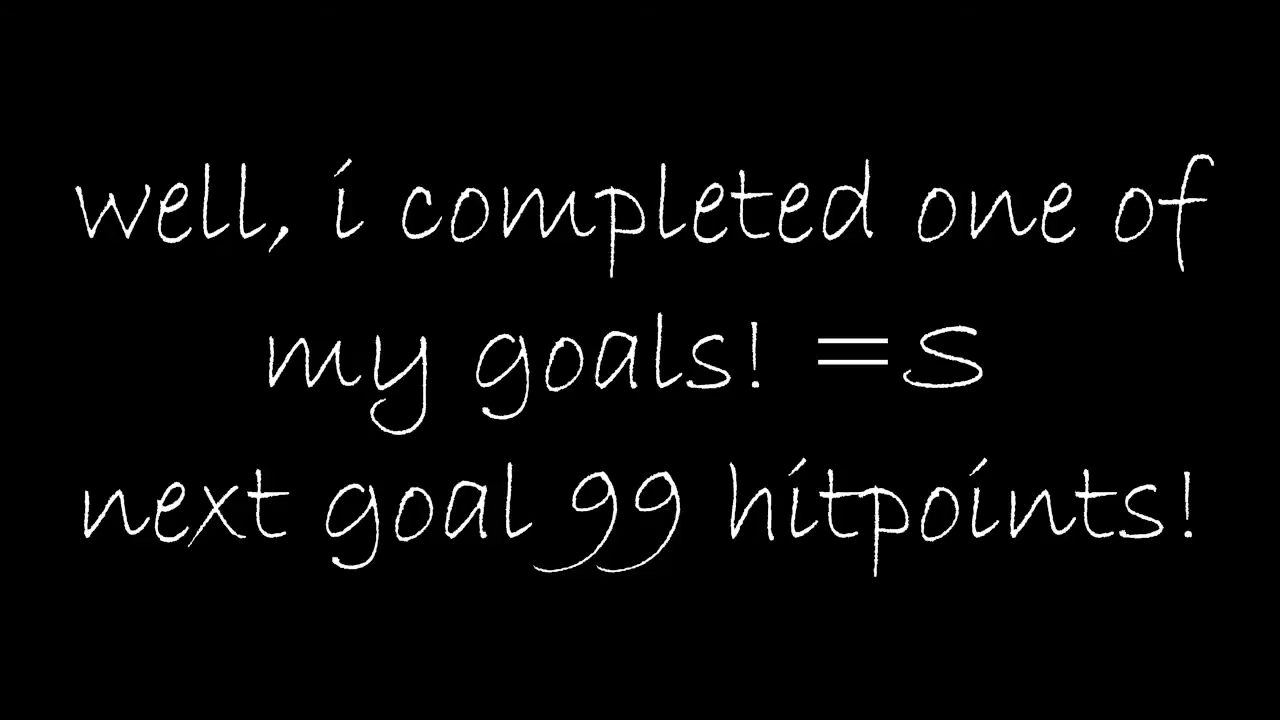 well, i completed one of
my goals! =s
next goal 99 hitpoints!